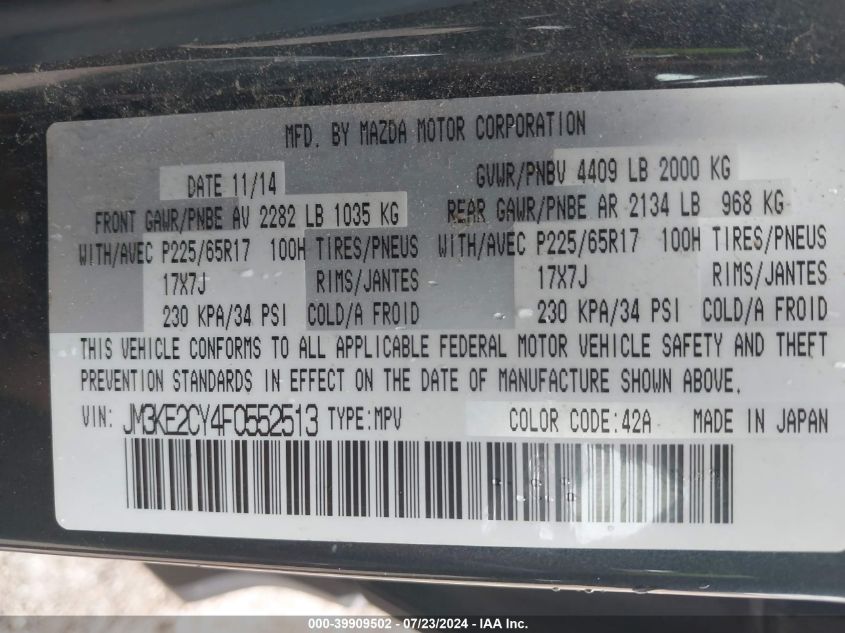 MFD. BY MAZDA MOTOR CORPORATION
DATE 11/14 GVWR/PNBV 4409 LB 2000 KG
FRONT GAWR/PNBE AV 2282 LB 1035 KG REAR GAWR/PNBE AR 2134 LB 968 KG
WITH/AVEC P225/65R17 100H TIRES/PNEUS WITH/AVEC P225/65R17 100H TIRES/PNEUS
17X7J RIMS/JANTES 17X7J RIMS/JANTES
230 KPA/34 PSI COLD/A FROID 230 KPA/34 PSI COLD/A FROID
THIS VEHICLE CONFORMS TO ALL APPLICABLE FEDERAL MOTOR VEHICLE SAFETY AND THEFT
PREVENTION STANDARDS IN EFFECT ON THE DATE OF MANUFACTURE SHOWN ABOVE.
VIN: JM3KE2CY4F0552513 TYPE:MPV COLOR CODE:42A MADE IN JAPAN
000-39909502 - 07/23/2024 - IAA Inc.